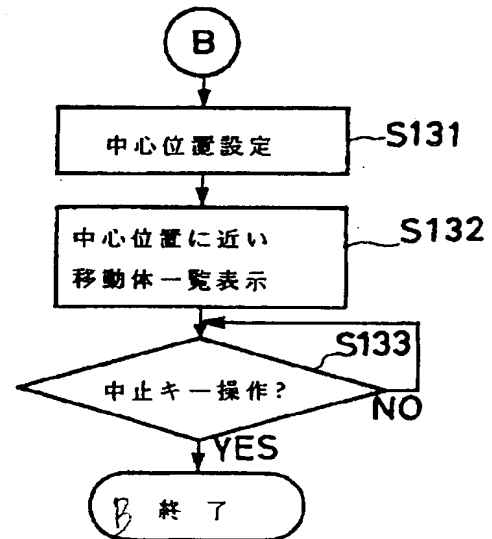 B
中心位置設定
S131
中心位置に近い
移動体一覧表示
S132
S133
中止キー操作?
NO
YES
B 終了